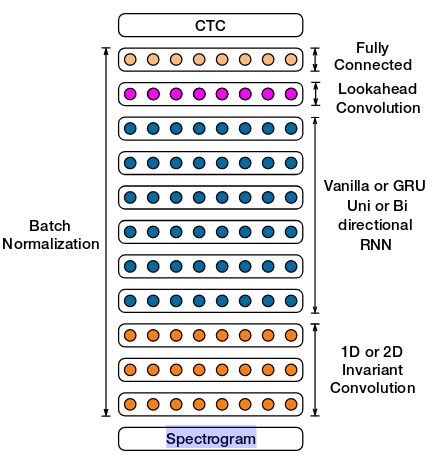 CTC
Fully
Connected
Lookahead
Convolution
Vanilla or GRU
Uni or Bi
directional
RNN
Batch
Normalization
1D or 2D
Invariant
Convolution
Spectrogram